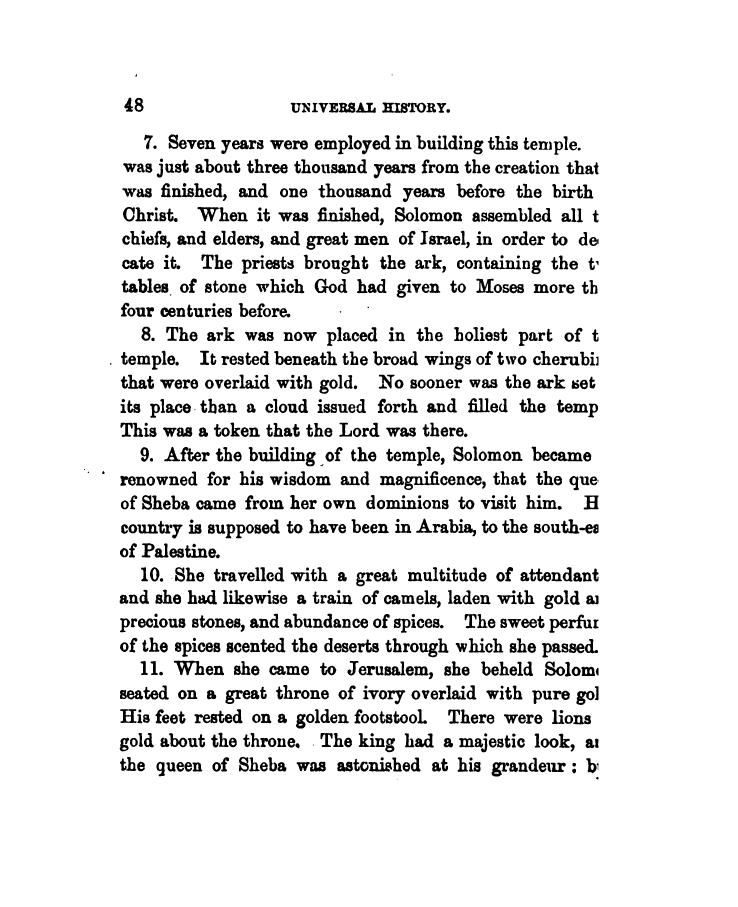 48 UNIVERSAL HISTORY.
7. Seven years were employed in building this temple.
was just about three thousand years from the creation that
was finished, and one thousand years before the birth
Christ. When it was finished, Solomon assembled all t
chiefs, and elders, and great men of Israel, in order to de
cate it. The priests brought the ark, containing the t
tables of stone which God had given to Moses more th
four centuries before.
8. The ark was now placed in the holiest part of t
temple. It rested beneath the broad wings of two cherubi
that were overlaid with gold. No sooner was the ark set
its place than a cloud issued forth and filled the temp
This was a token that the Lord was there.
9. After the building of the temple, Solomon became
renowned for his wisdom and magnificence, that the que
of Sheba came from her own dominions to visit him. H
country is supposed to have been in Arabia, to the south-ea
of Palestine.
10. She travelled with a great multitude of attendant
and she had likewise a train of camels, laden with gold a
precious stones, and abundance of spices. The sweet perfu
of the spices scented the deserts through which she passed.
11. When she came to Jerusalem, she beheld Solom
seated on a great throne of ivory overlaid with pure gol
His feet rested on a golden footstool. There were lions
gold about the throne. The king had a majestic look, a
the queen of Sheba was astonished at his grandeur; b